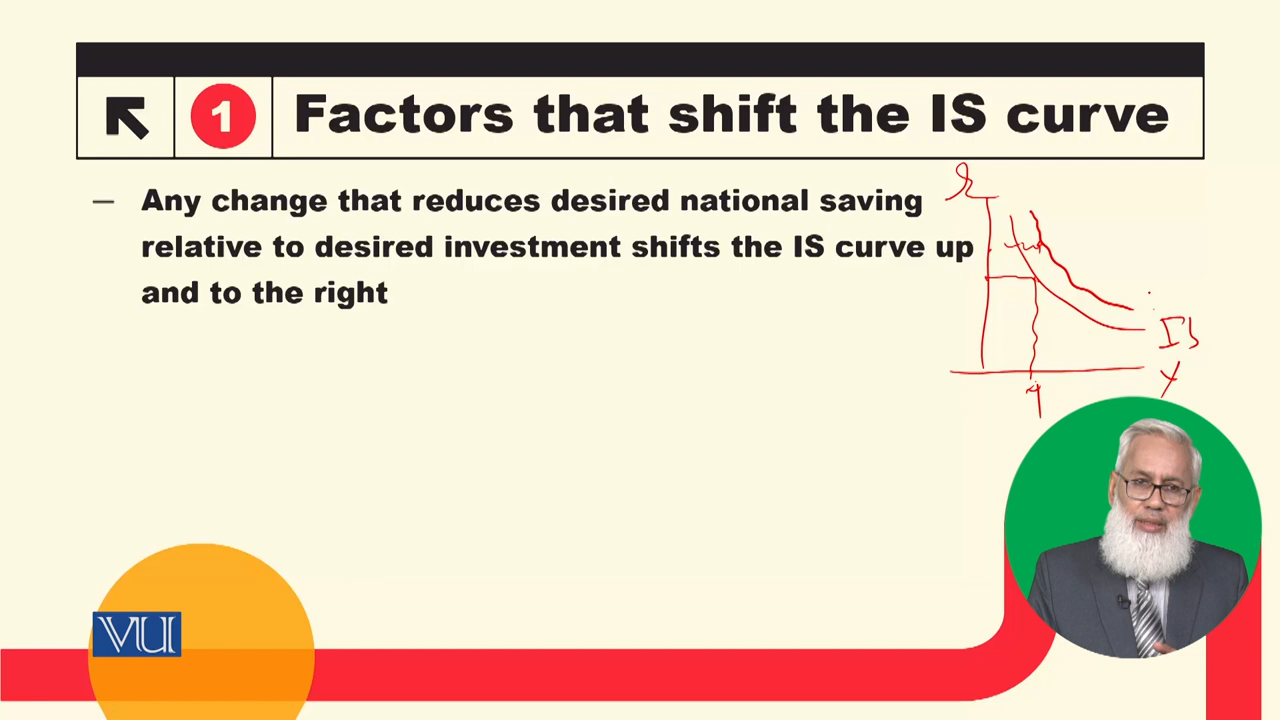 1 Factors that shift the IS curve
— Any change that reduces desired national saving
relative to desired investment shifts the IS curve up
and to the right
r
IS
Y
VU